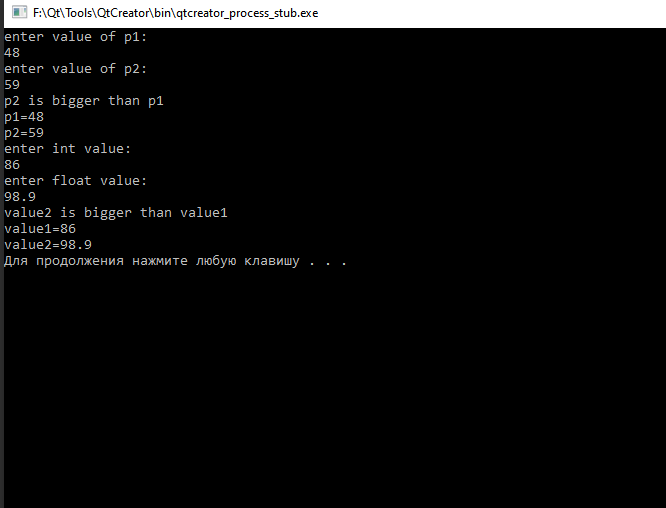 F:\Qt\Tools\QtCreator\bin\qtcreator_process_stub.exe
enter value of p1:
48
enter value of p2:
59
p2 is bigger than p1
p1=48
p2=59
enter int value:
86
enter float value:
98.9
value2 is bigger than value1
value1=86
value2=98.9
Для продолжения нажмите любую клавишу . . .